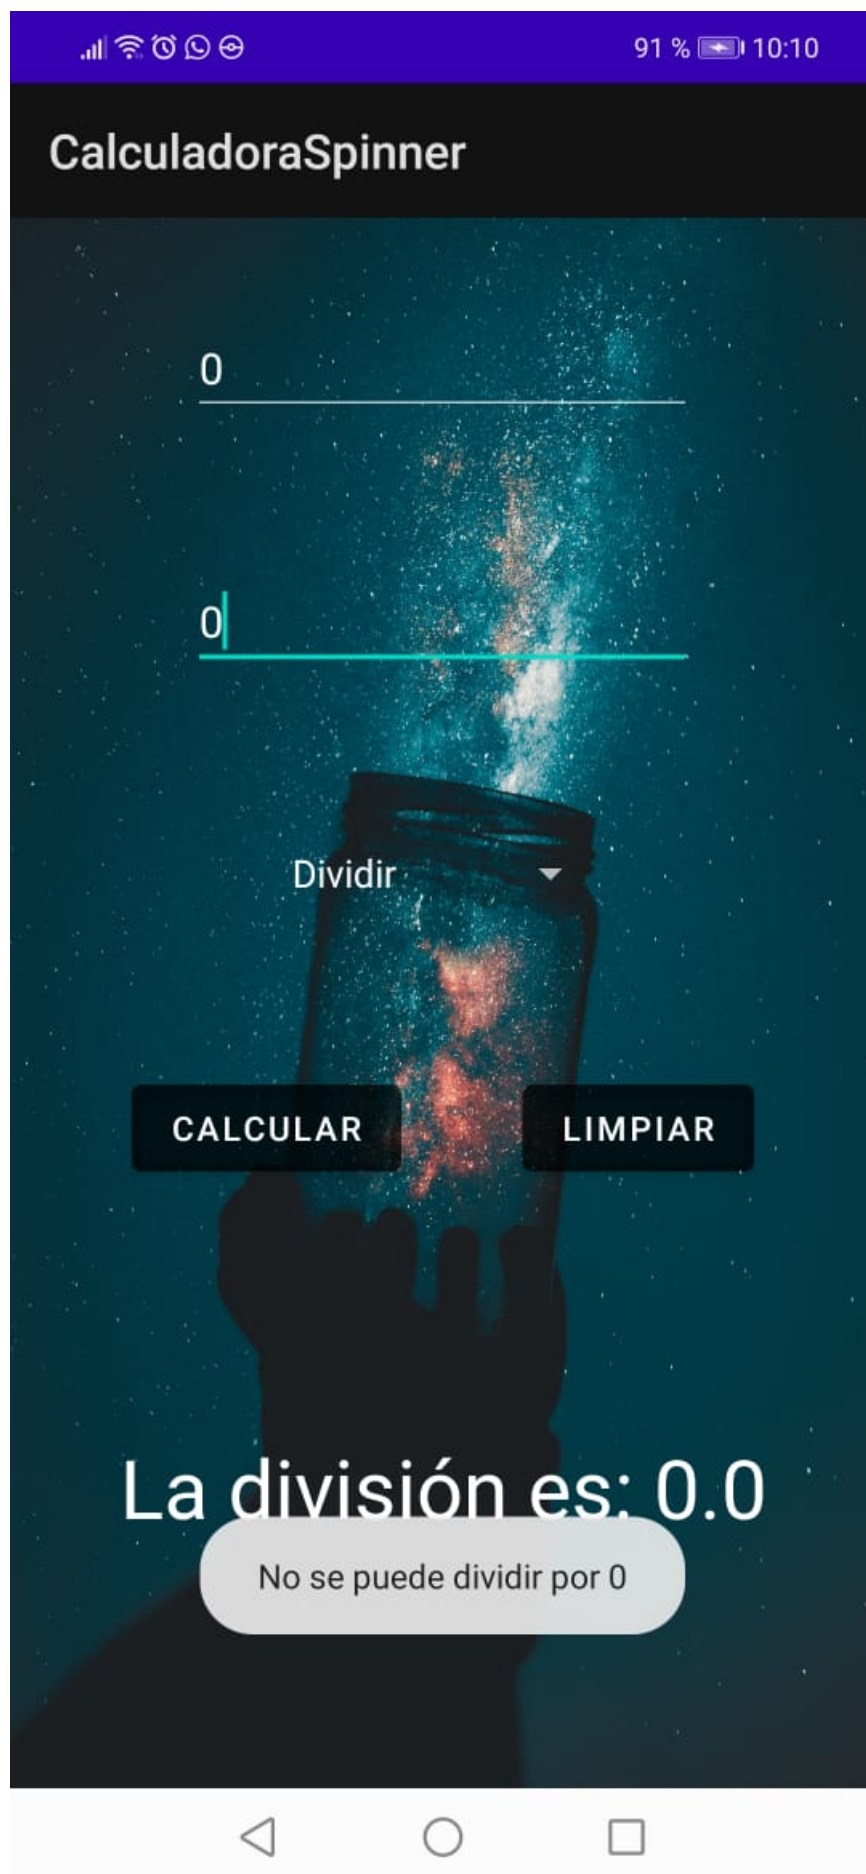 91 % 10:10
CalculadoraSpinner
0
0
Dividir
CALCULAR LIMPIAR
La división es: 0.0
No se puede dividir por 0